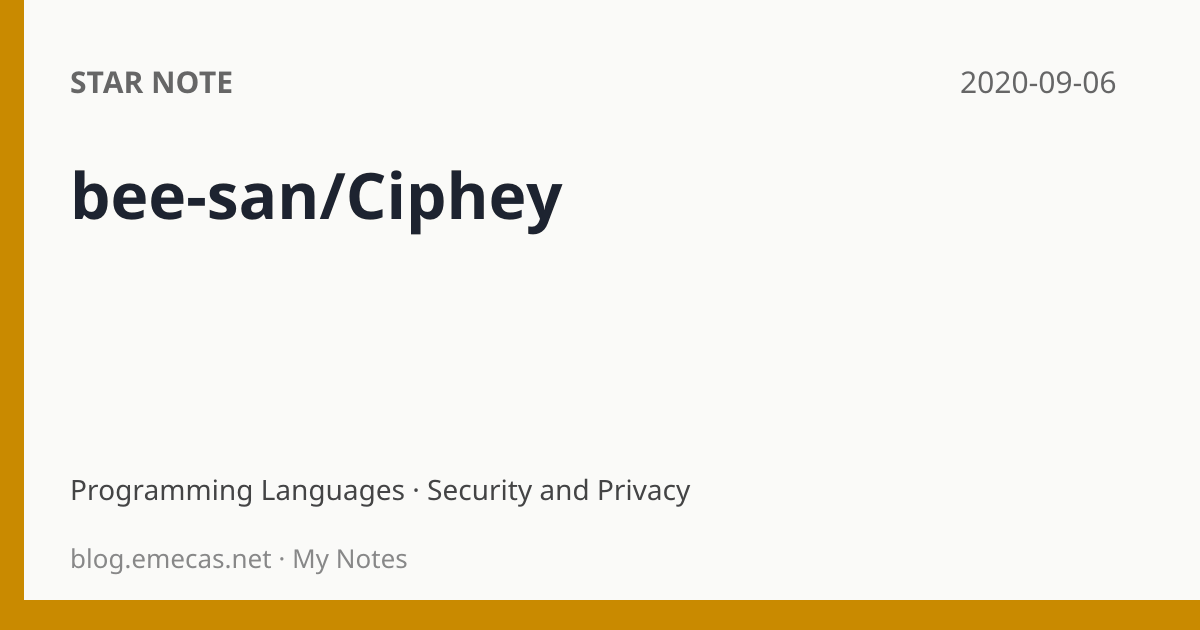 STAR NOTE
2020-09-06
bee-san/Ciphey
Programming Languages · Security and Privacy
blog.emecas.net · My Notes